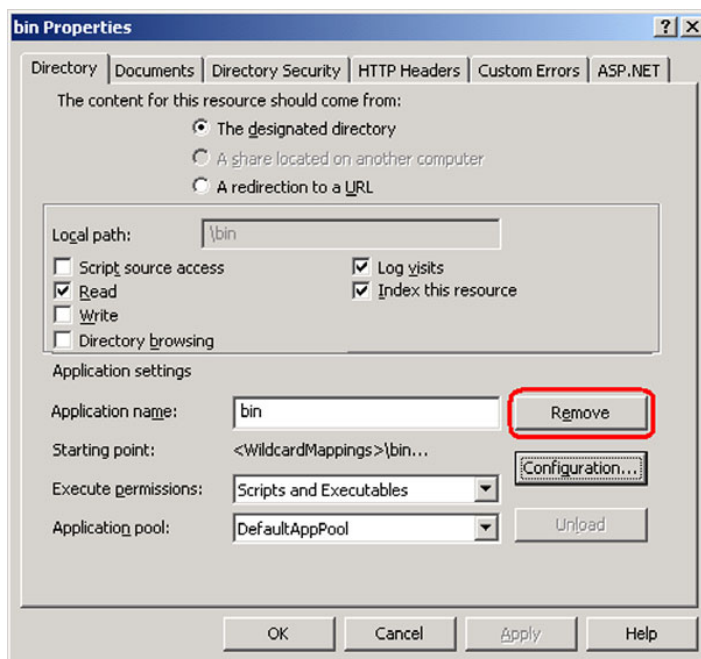 bin Properties
Directory Documents Directory Security HTTP Headers Custom Errors ASP.NET
The content for this resource should come from:
The designated directory
A share located on another computer
A redirection to a URL
Local path: \bin
Script source access Log visits
Read Index this resource
Write
Directory browsing
Application settings
Application name: bin Remove
Starting point: <WildcardMappings>\bin...
Configuration...
Execute permissions: Scripts and Executables
Application pool: DefaultAppPool Unload
OK Cancel Apply Help